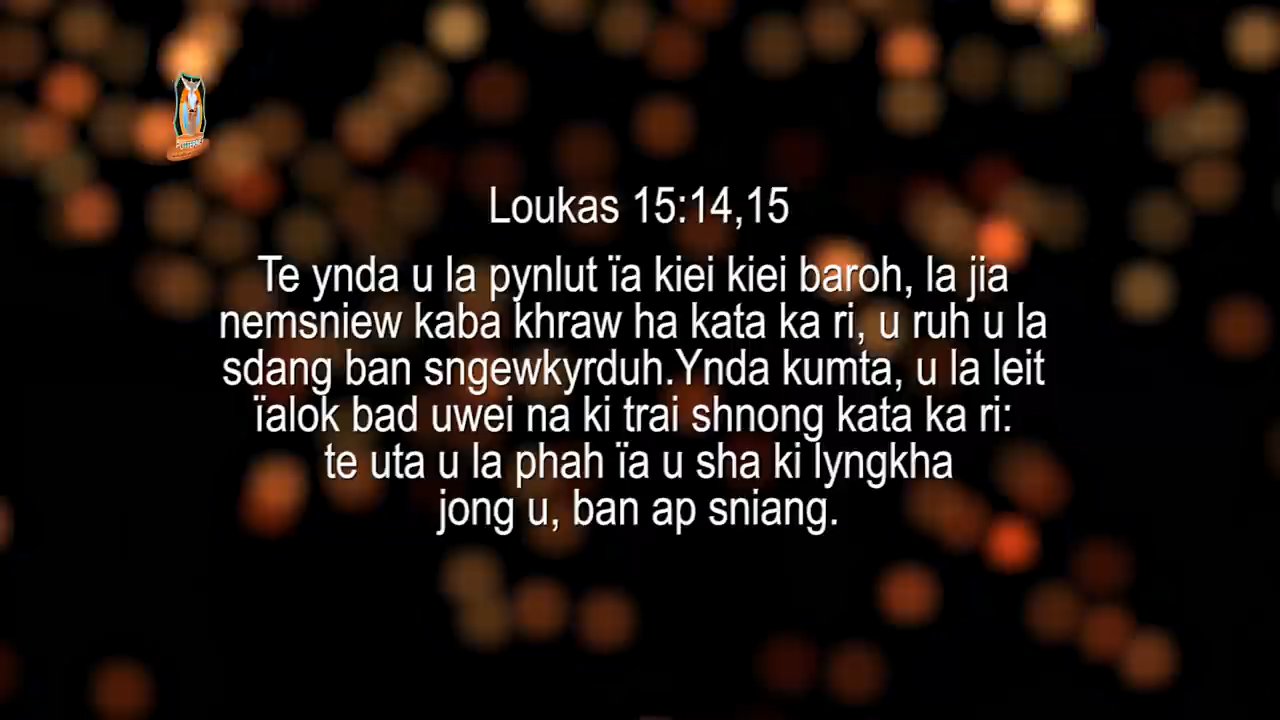 Loukas 15:14,15
Te ynda u la pynlut ïa kiei kiei baroh, la jia
nemsniew kaba khraw ha kata ka ri, u ruh u la
sdang ban sngewkyrduh.Ynda kumta, u la leit
ïalok bad uwei na ki trai shnong kata ka ri:
te uta u la phah ïa u sha ki lyngkha
jong u, ban ap sniang.